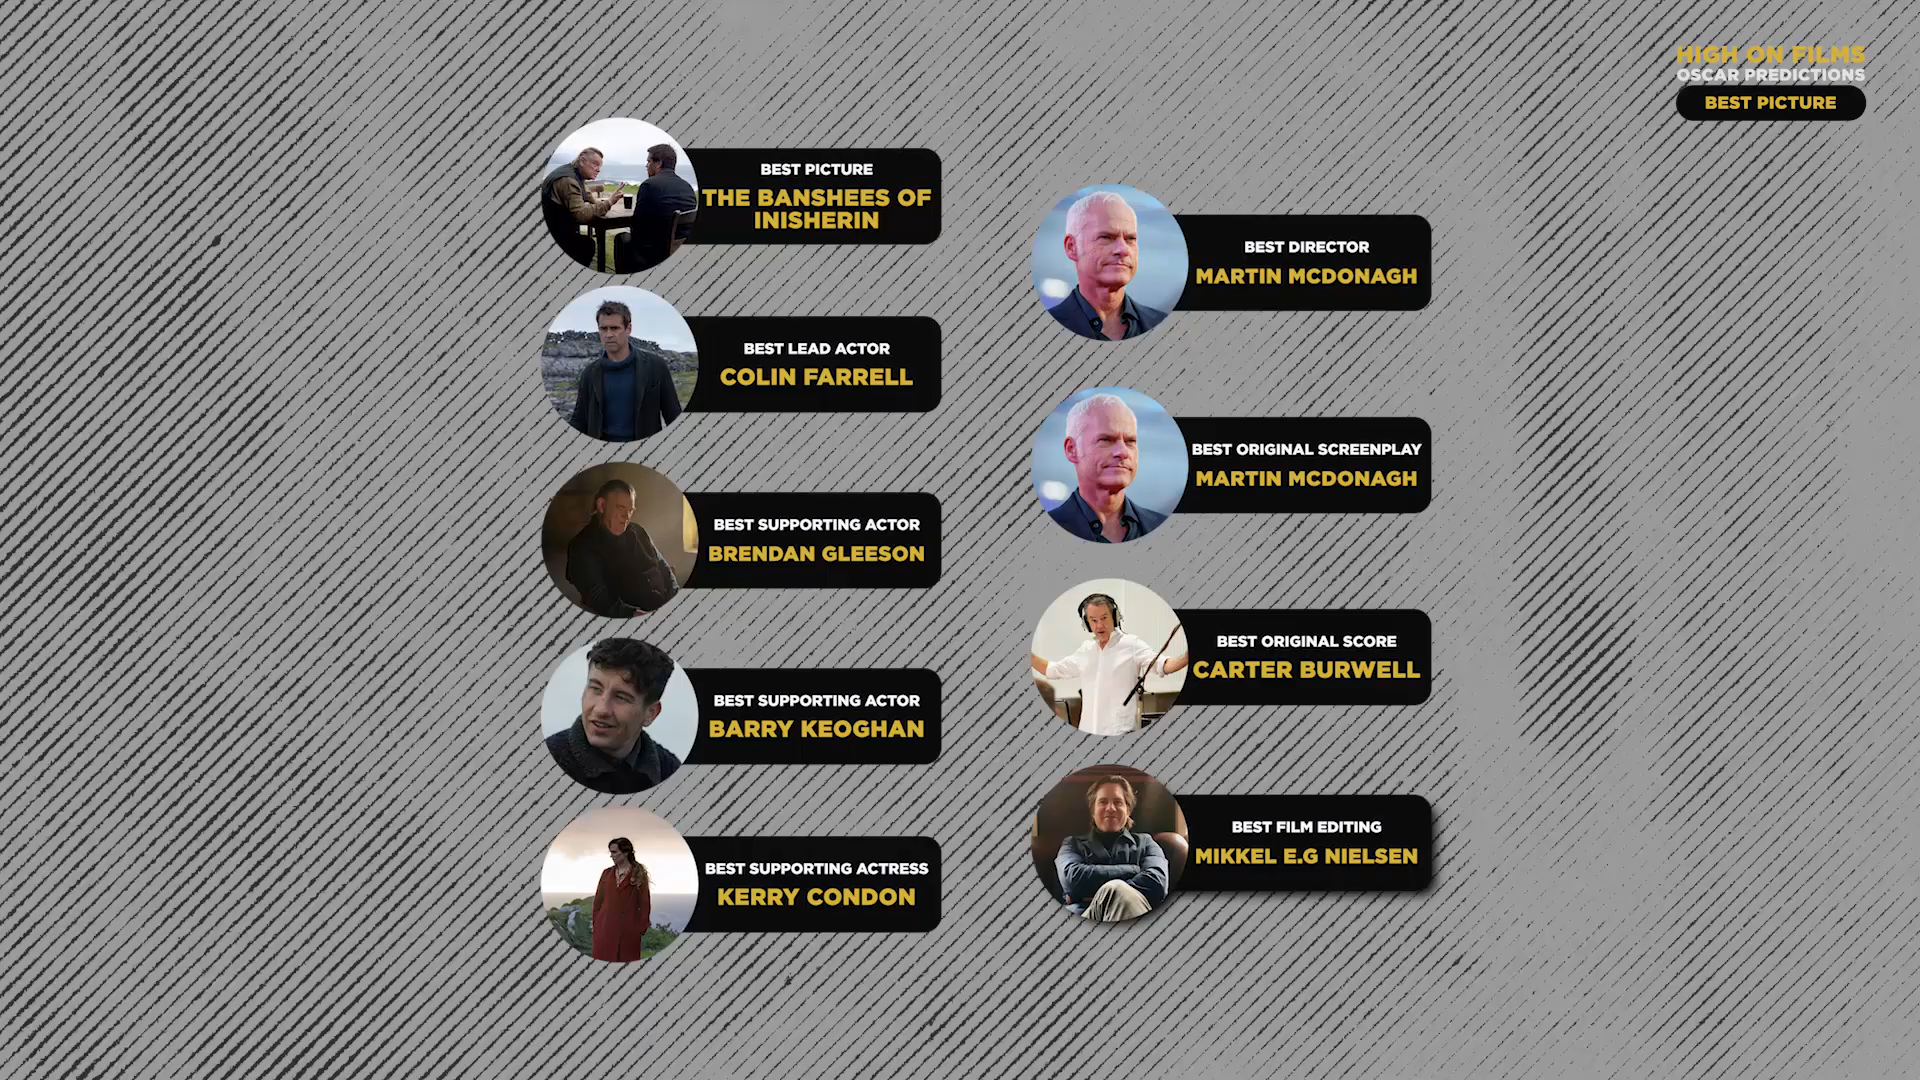 HIGH ON FILMS
OSCAR PREDICTIONS
BEST PICTURE
BEST PICTURE
THE BANSHEES OF
INISHERIN
BEST LEAD ACTOR
COLIN FARRELL
BEST SUPPORTING ACTOR
BRENDAN GLEESON
BEST SUPPORTING ACTOR
BARRY KEOGHAN
BEST SUPPORTING ACTRESS
KERRY CONDON
BEST DIRECTOR
MARTIN MCDONAGH
BEST ORIGINAL SCREENPLAY
MARTIN MCDONAGH
BEST ORIGINAL SCORE
CARTER BURWELL
BEST FILM EDITING
MIKKEL E.G NIELSEN